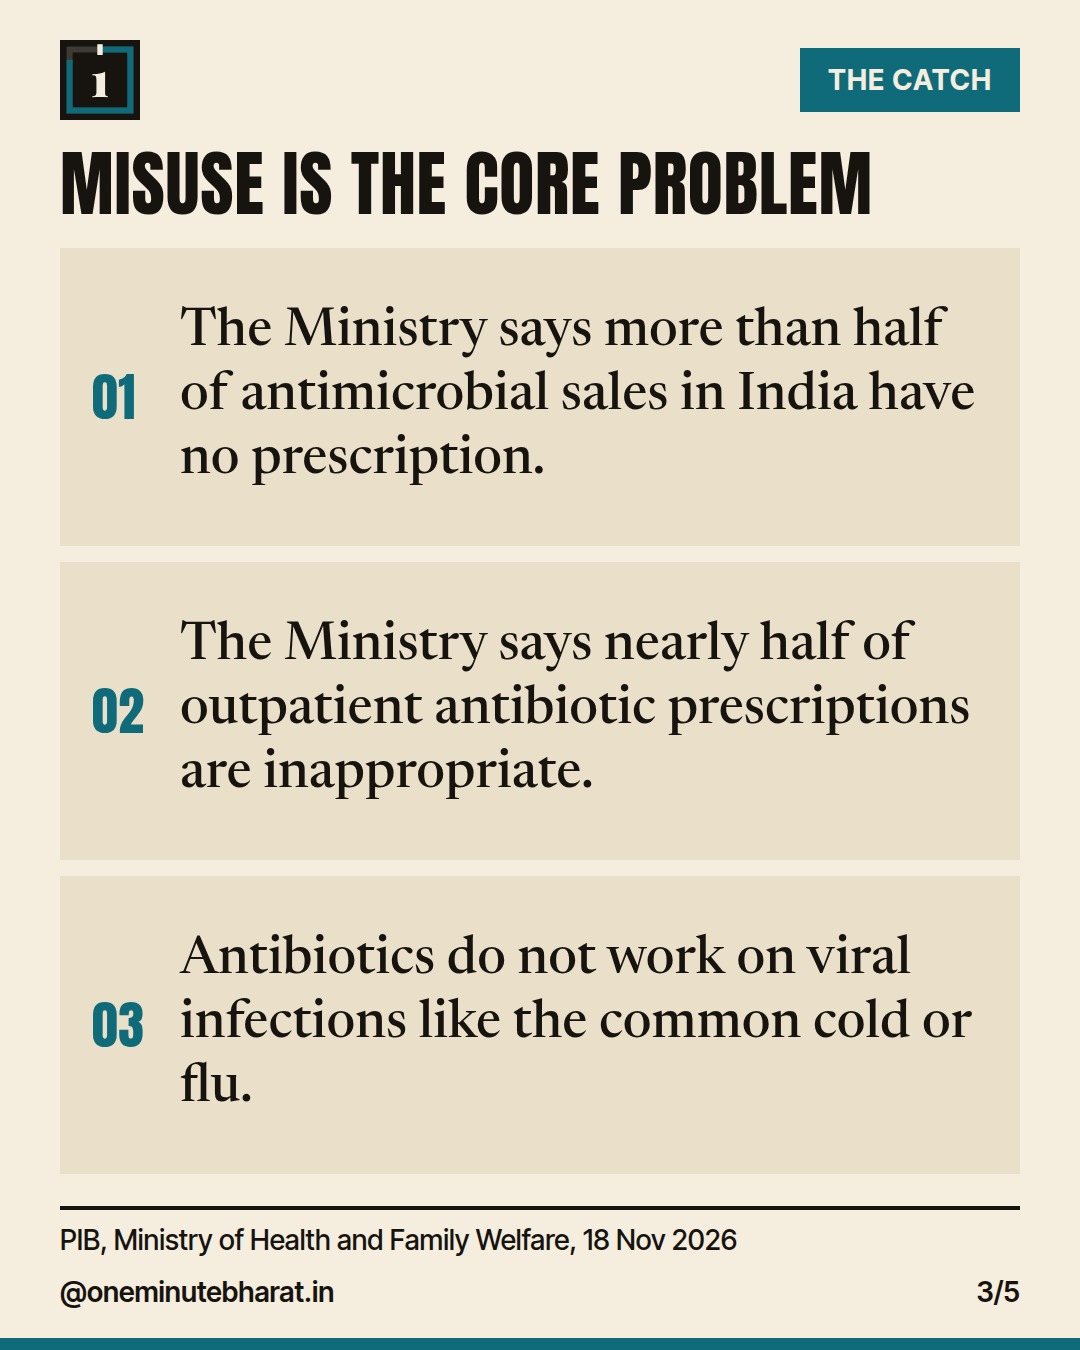 1
THE CATCH
MISUSE IS THE CORE PROBLEM
01
The Ministry says more than half
of antimicrobial sales in India have
no prescription.
02
The Ministry says nearly half of
outpatient antibiotic prescriptions
are inappropriate.
03
Antibiotics do not work on viral
infections like the common cold or
flu.
PIB, Ministry of Health and Family Welfare, 18 Nov 2026
@oneminutebharat.in
3/5